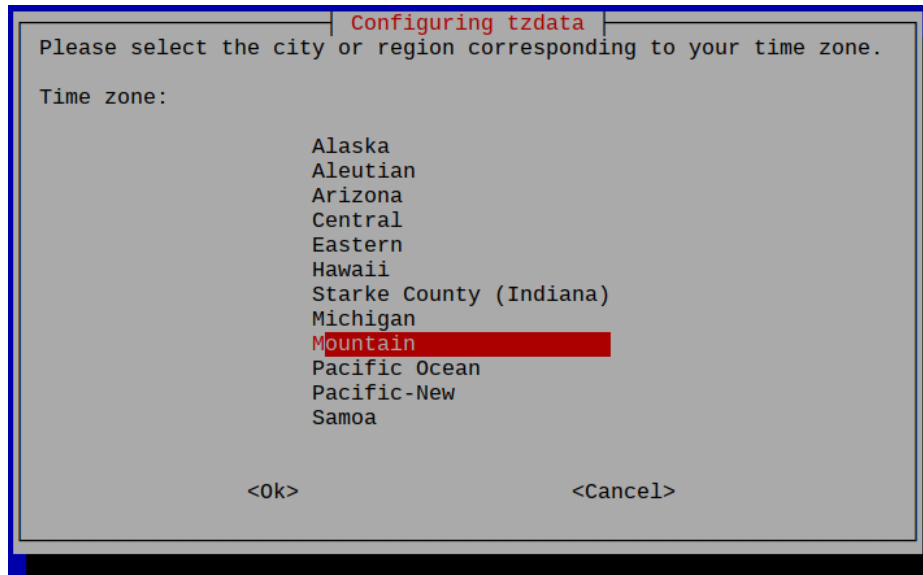 Configuring tzdata
Please select the city or region corresponding to your time zone.
Time zone:
Alaska
Aleutian
Arizona
Central
Eastern
Hawaii
Starke County (Indiana)
Michigan
Mountain
Pacific Ocean
Pacific-New
Samoa
<Ok> <Cancel>